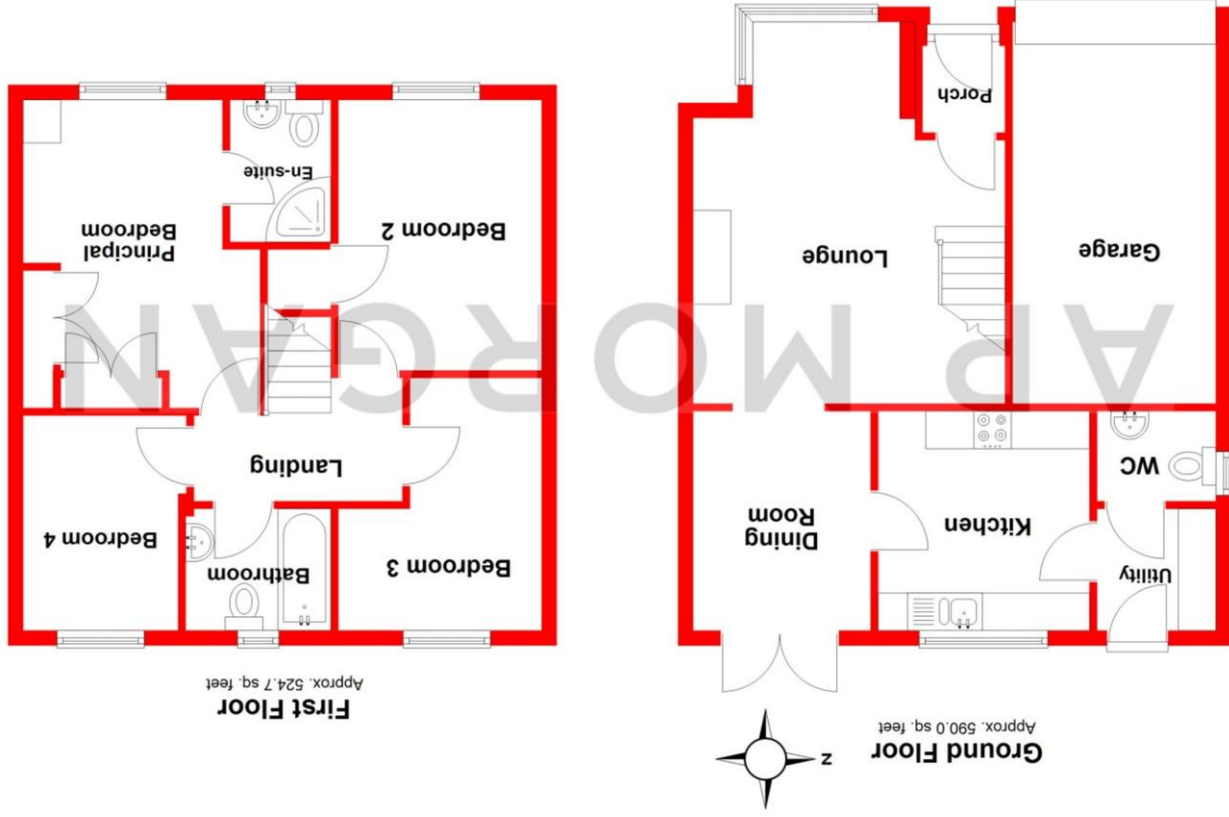 Ground Floor
Approx. 590.0 sq. feet
N
Utility
Kitchen
Dining
Room
WC
Garage
Lounge
Porch
First Floor
Approx. 524.7 sq. feet
Bedroom 3
Bathroom
Bedroom 4
Landing
Bedroom 2
Principal
Bedroom
En-suite
AP MORGAN